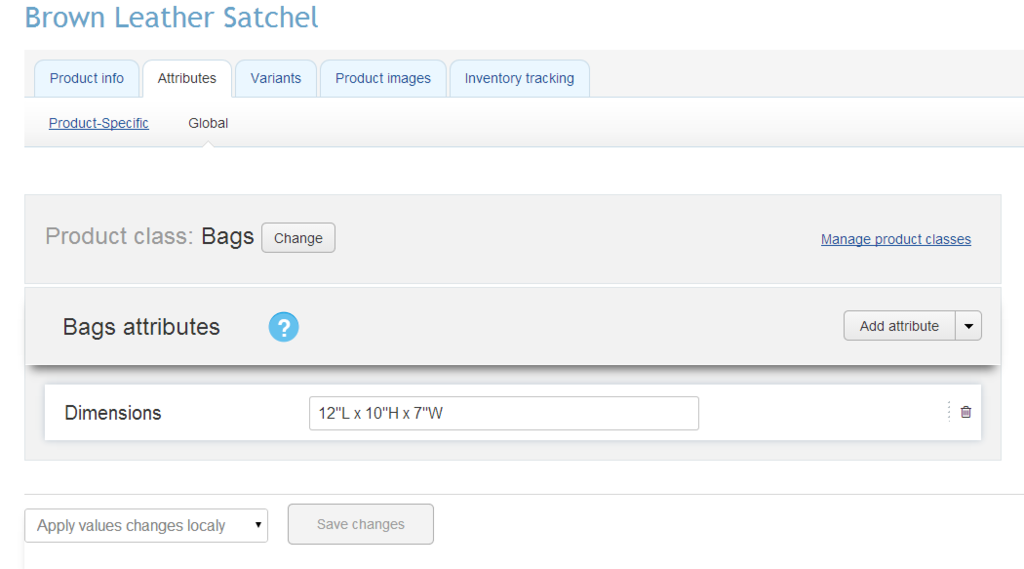 Brown Leather Satchel
Product info Attributes Variants Product images Inventory tracking
Product-Specific Global
Product class: Bags Change Manage product classes
Bags attributes ? Add attribute
Dimensions 12"L x 10"H x 7"W
Apply values changes localy Save changes